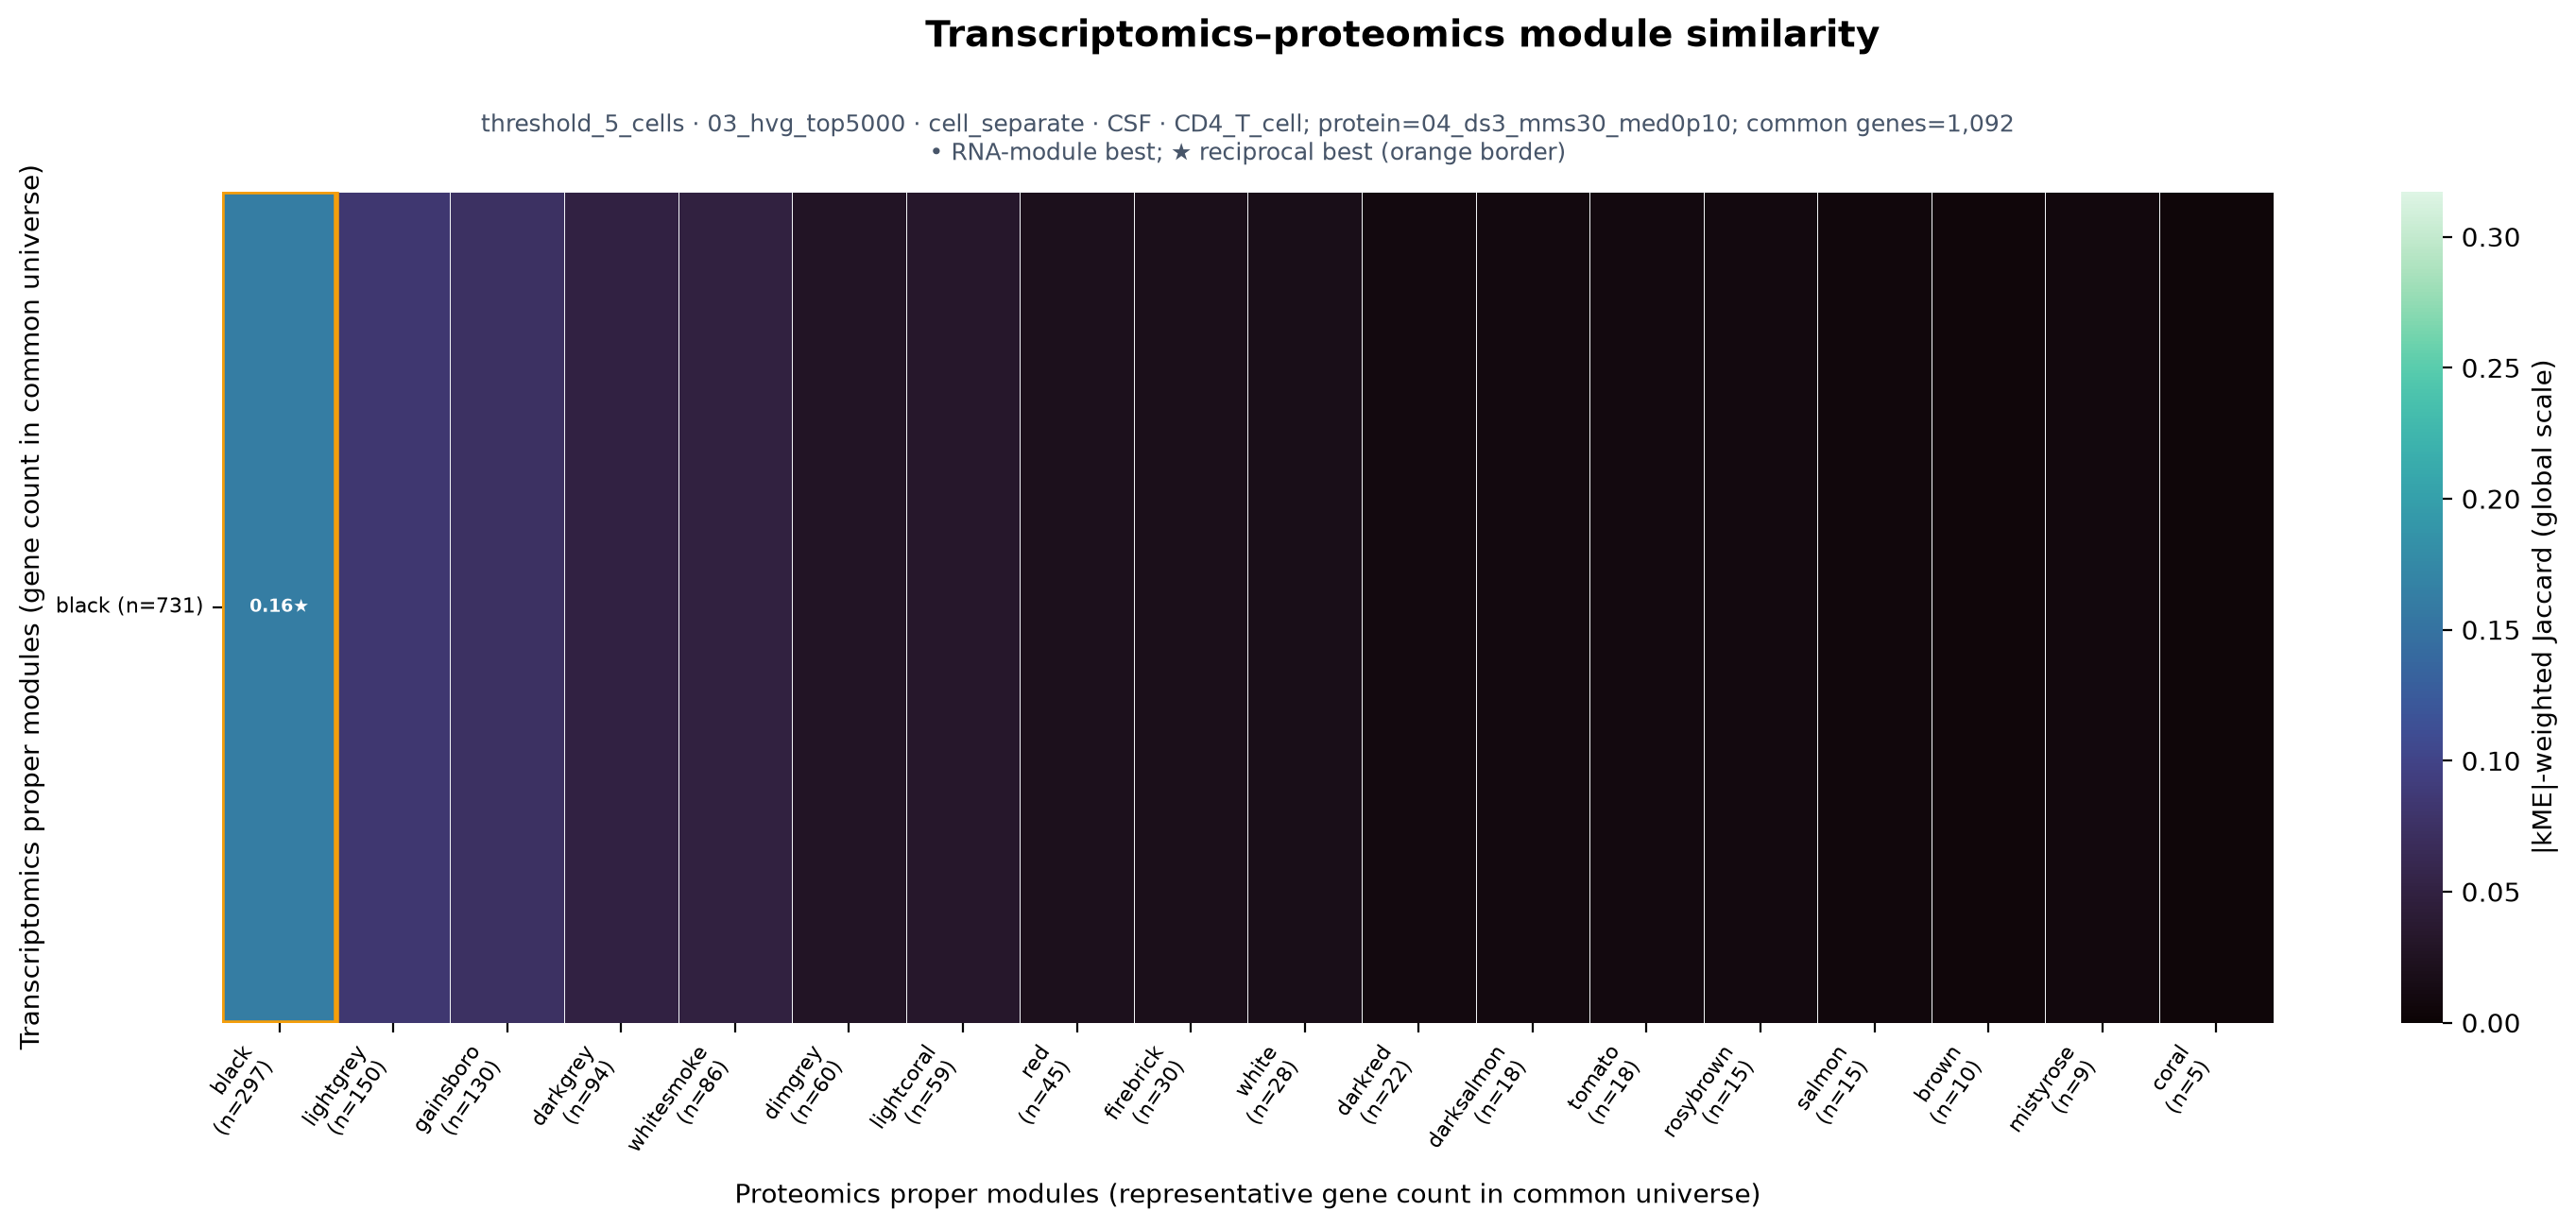 Transcriptomics–proteomics module similarity
threshold_5_cells · 03_hvg_top5000 · cell_separate · CSF · CD4_T_cell; protein=04_ds3_mms30_med0p10; common genes=1,092
• RNA-module best; ★ reciprocal best (orange border)
Transcriptomics proper modules (gene count in common universe)
black (n=731)
0.16★
black
(n=297)
lightgrey
(n=150)
gainsboro
(n=130)
darkgrey
(n=94)
whitesmoke
(n=86)
dimgrey
(n=60)
lightcoral
(n=59)
red
(n=45)
firebrick
(n=30)
white
(n=28)
darkred
(n=22)
darksalmon
(n=18)
tomato
(n=18)
rosybrown
(n=15)
salmon
(n=15)
brown
(n=10)
mistyrose
(n=9)
coral
(n=5)
Proteomics proper modules (representative gene count in common universe)
0.30
0.25
0.20
0.15
0.10
0.05
0.00
|kME|-weighted Jaccard (global scale)